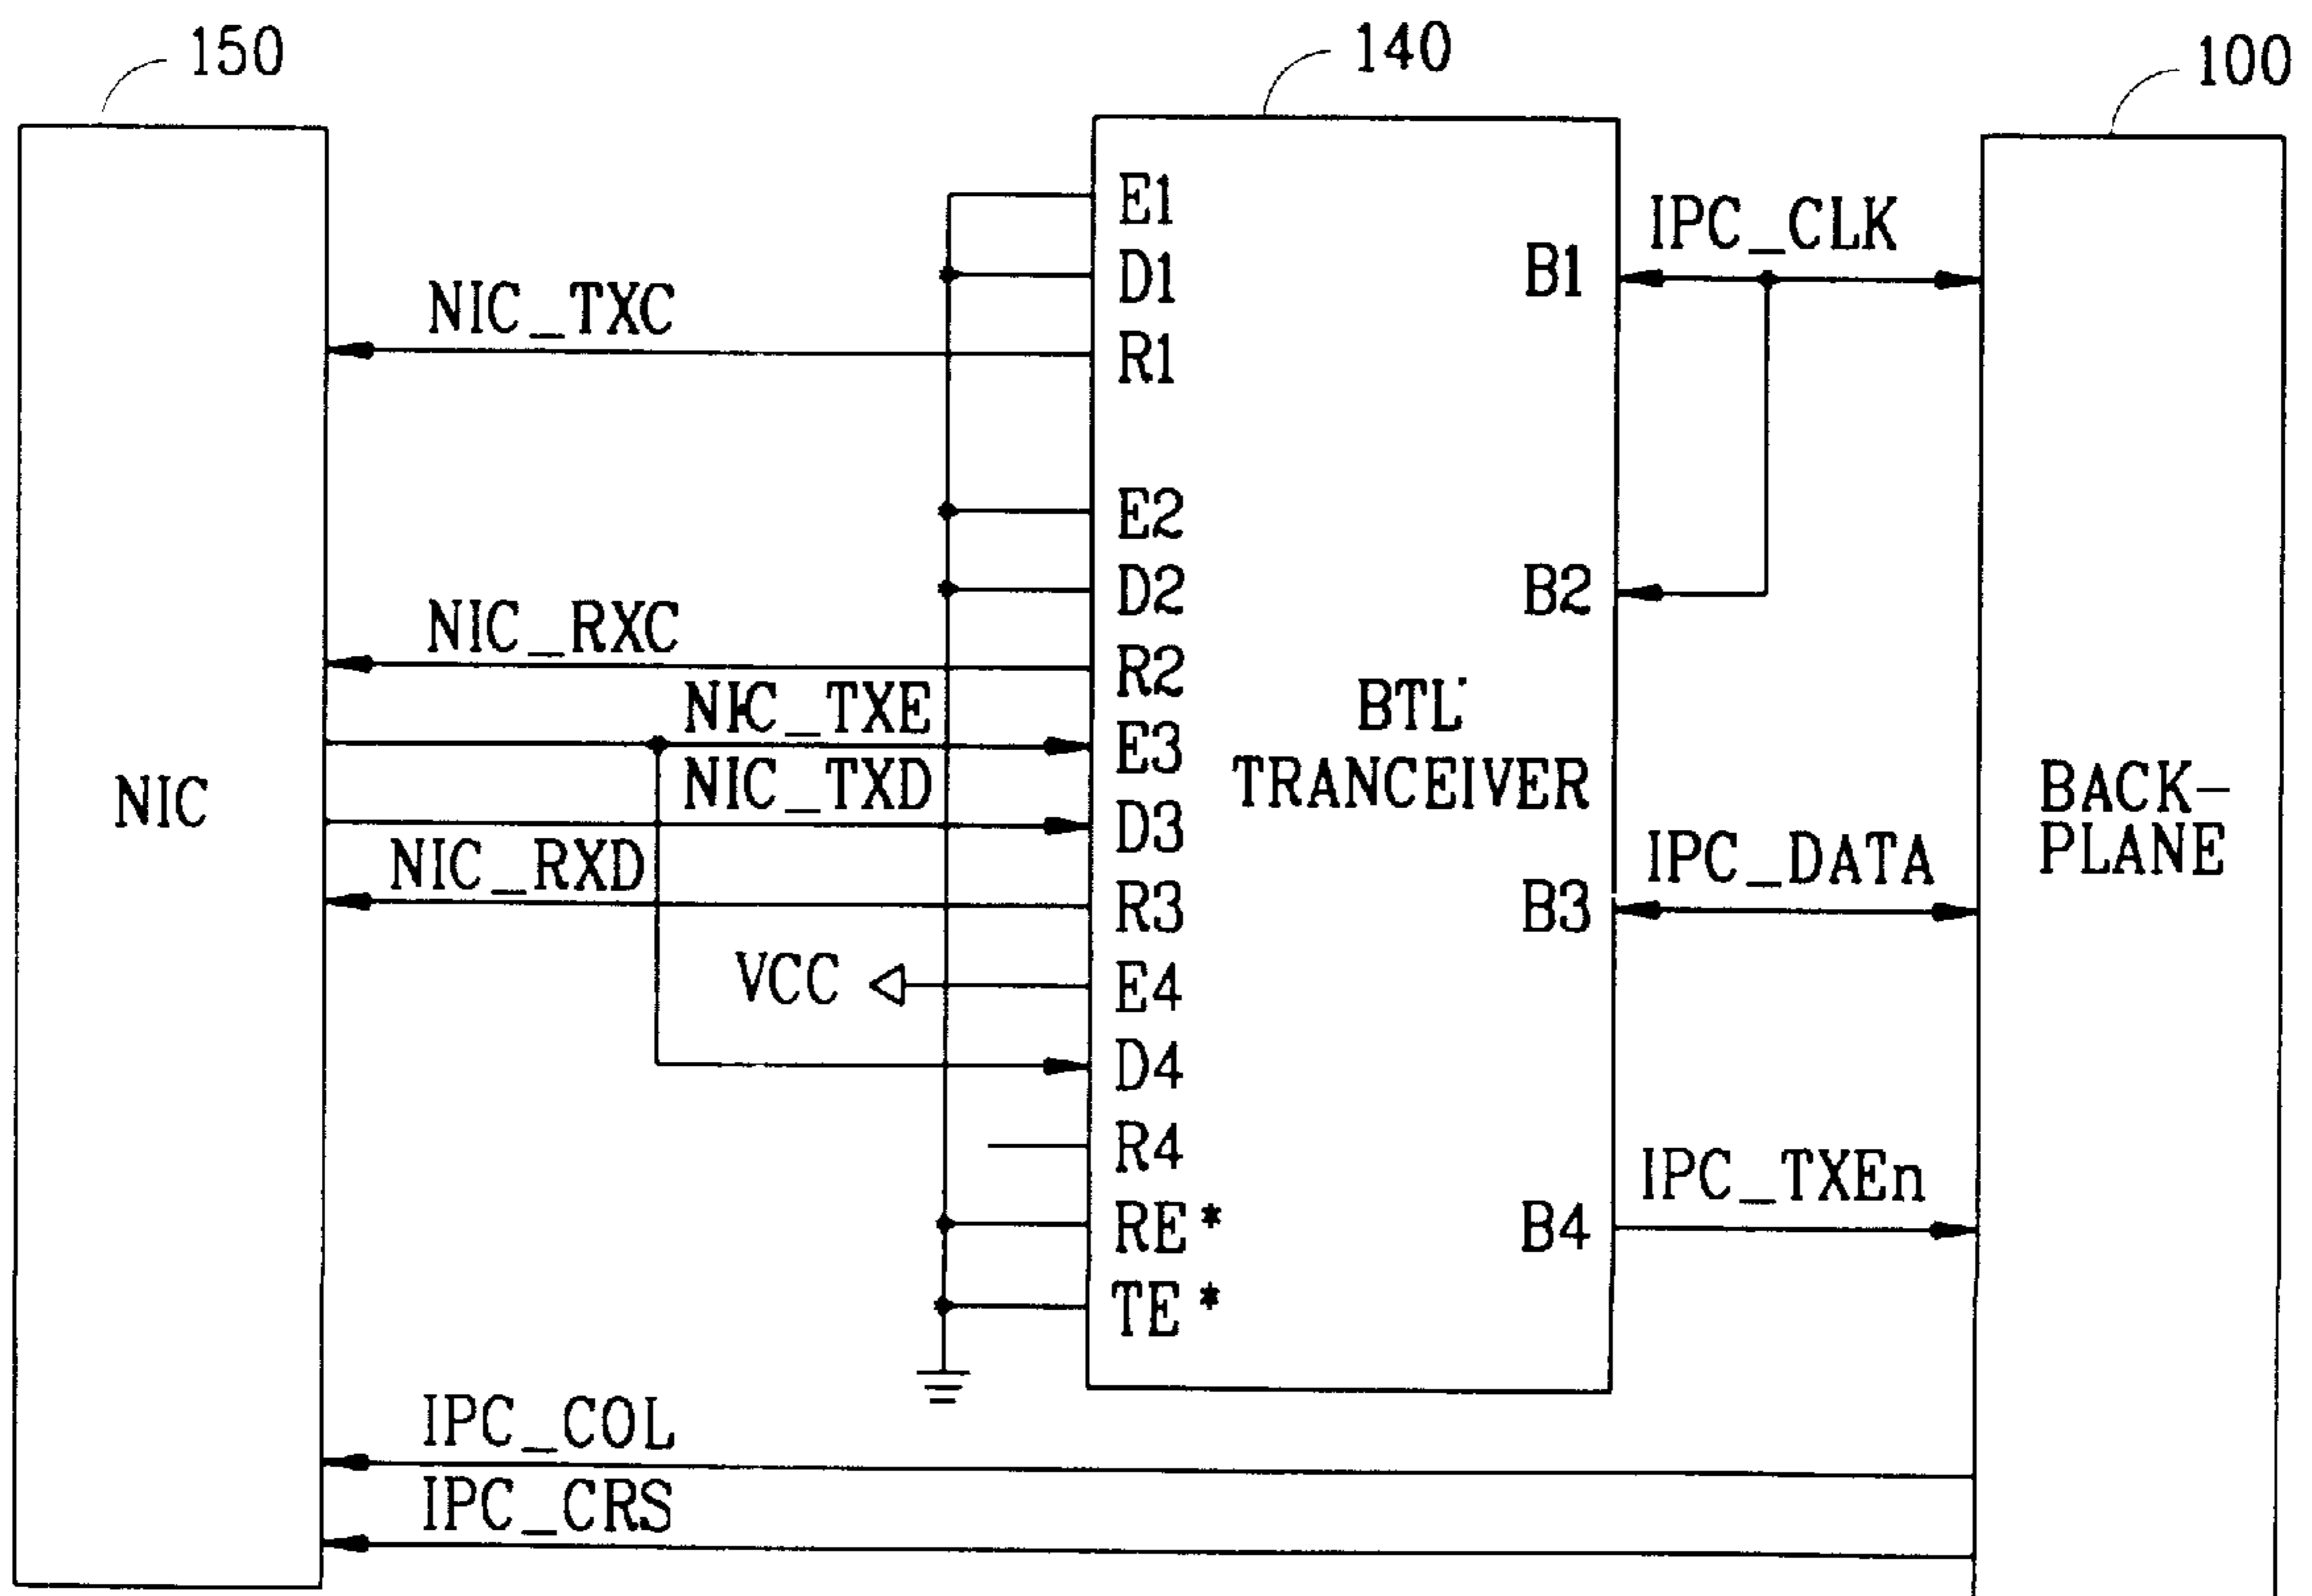 150
140
100
E1
IPC_CLK
D1
B1
NIC_TXC
R1
E2
D2
B2
NIC_RXC
R2
NIC_TXE
E3
BTL
TRANCEIVER
NIC
NIC_TXD
D3
BACK-
PLANE
NIC_RXD
R3
B3
IPC_DATA
VCC
E4
D4
R4
IPC_TXEn
RE*
B4
TE*
IPC_COL
IPC_CRS